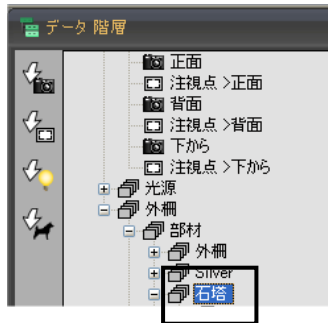 データ 階層
正面
注視点 >正面
背面
注視点 >背面
下から
注視点 >下から
光源
外柵
部材
外柵
Silver
石塔